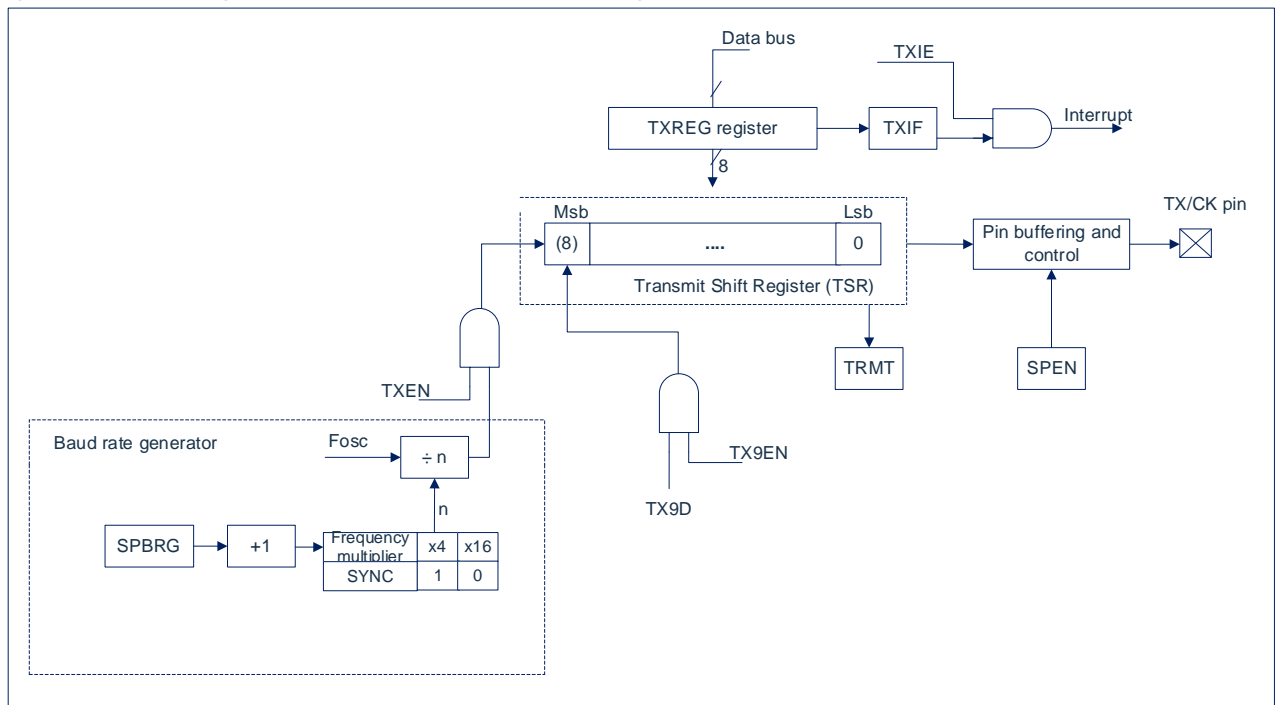 Data bus
TXIE
TXREG register
TXIF
Interrupt
8
Msb
Lsb
TX/CK pin
(8)
....
0
Pin buffering and
control
Transmit Shift Register (TSR)
TRMT
SPEN
TXEN
Baud rate generator
Fosc
÷ n
TX9EN
n
TX9D
SPBRG
+1
Frequency
multiplier
x4
x16
SYNC
1
0